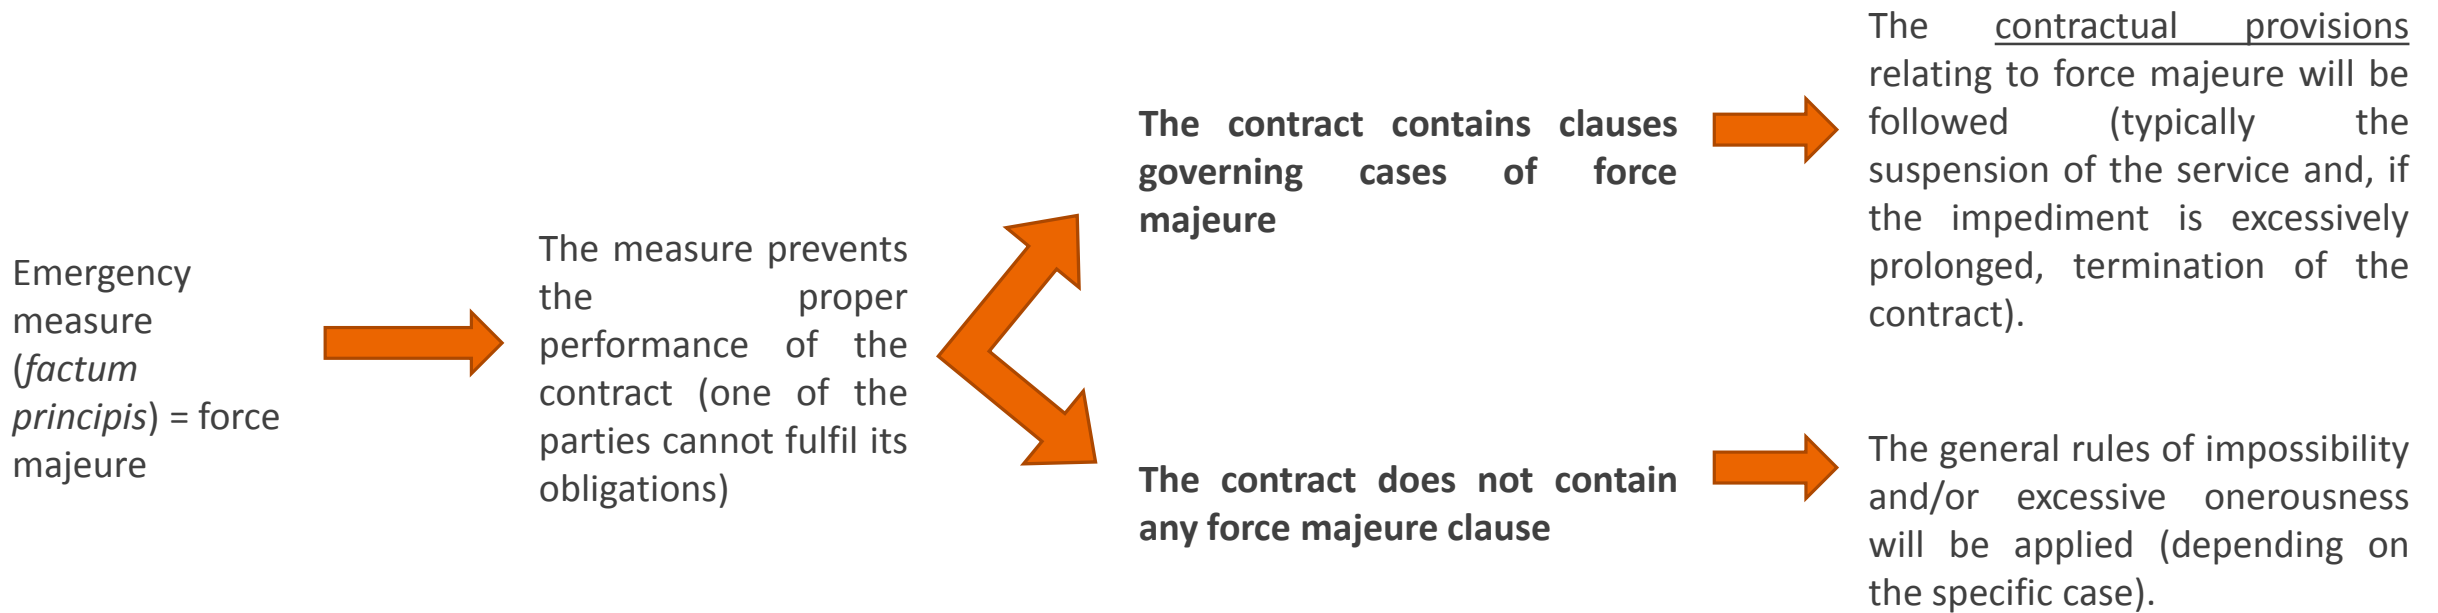 Emergency
measure
(factum
principis) = force
majeure
The measure prevents
the proper
performance of the
contract (one of the
parties cannot fulfil its
obligations)
The contract contains clauses
governing cases of force
majeure
The contractual provisions
relating to force majeure will be
followed (typically the
suspension of the service and, if
the impediment is excessively
prolonged, termination of the
contract).
The contract does not contain
any force majeure clause
The general rules of impossibility
and/or excessive onerousness
will be applied (depending on
the specific case).